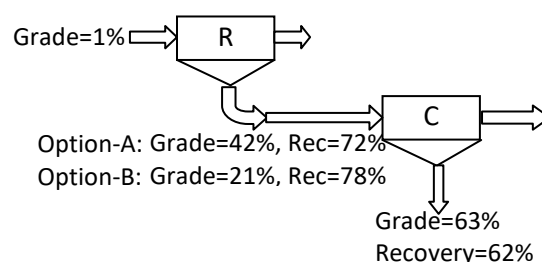 Grade=1%
R
C
Option-A: Grade=42%, Rec=72%
Option-B: Grade=21%, Rec=78%
Grade=63%
Recovery=62%